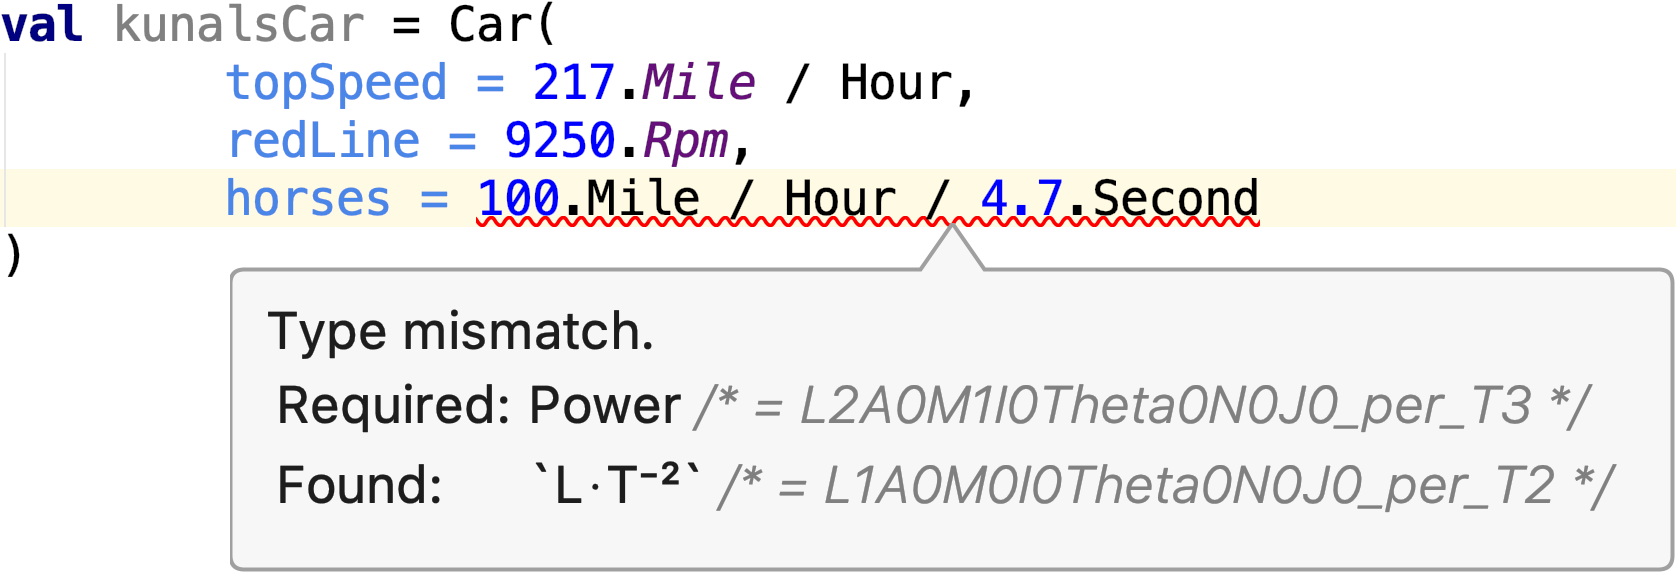 val kunalsCar = Car(
topSpeed = 217.Mile / Hour,
redLine = 9250.Rpm,
horses = 100.Mile / Hour / 4.7.Second
)
Type mismatch.
Required: Power /* = L2A0M1I0Theta0N0J0_per_T3 */
Found: `L·T⁻²` /* = L1A0M0I0Theta0N0J0_per_T2 */